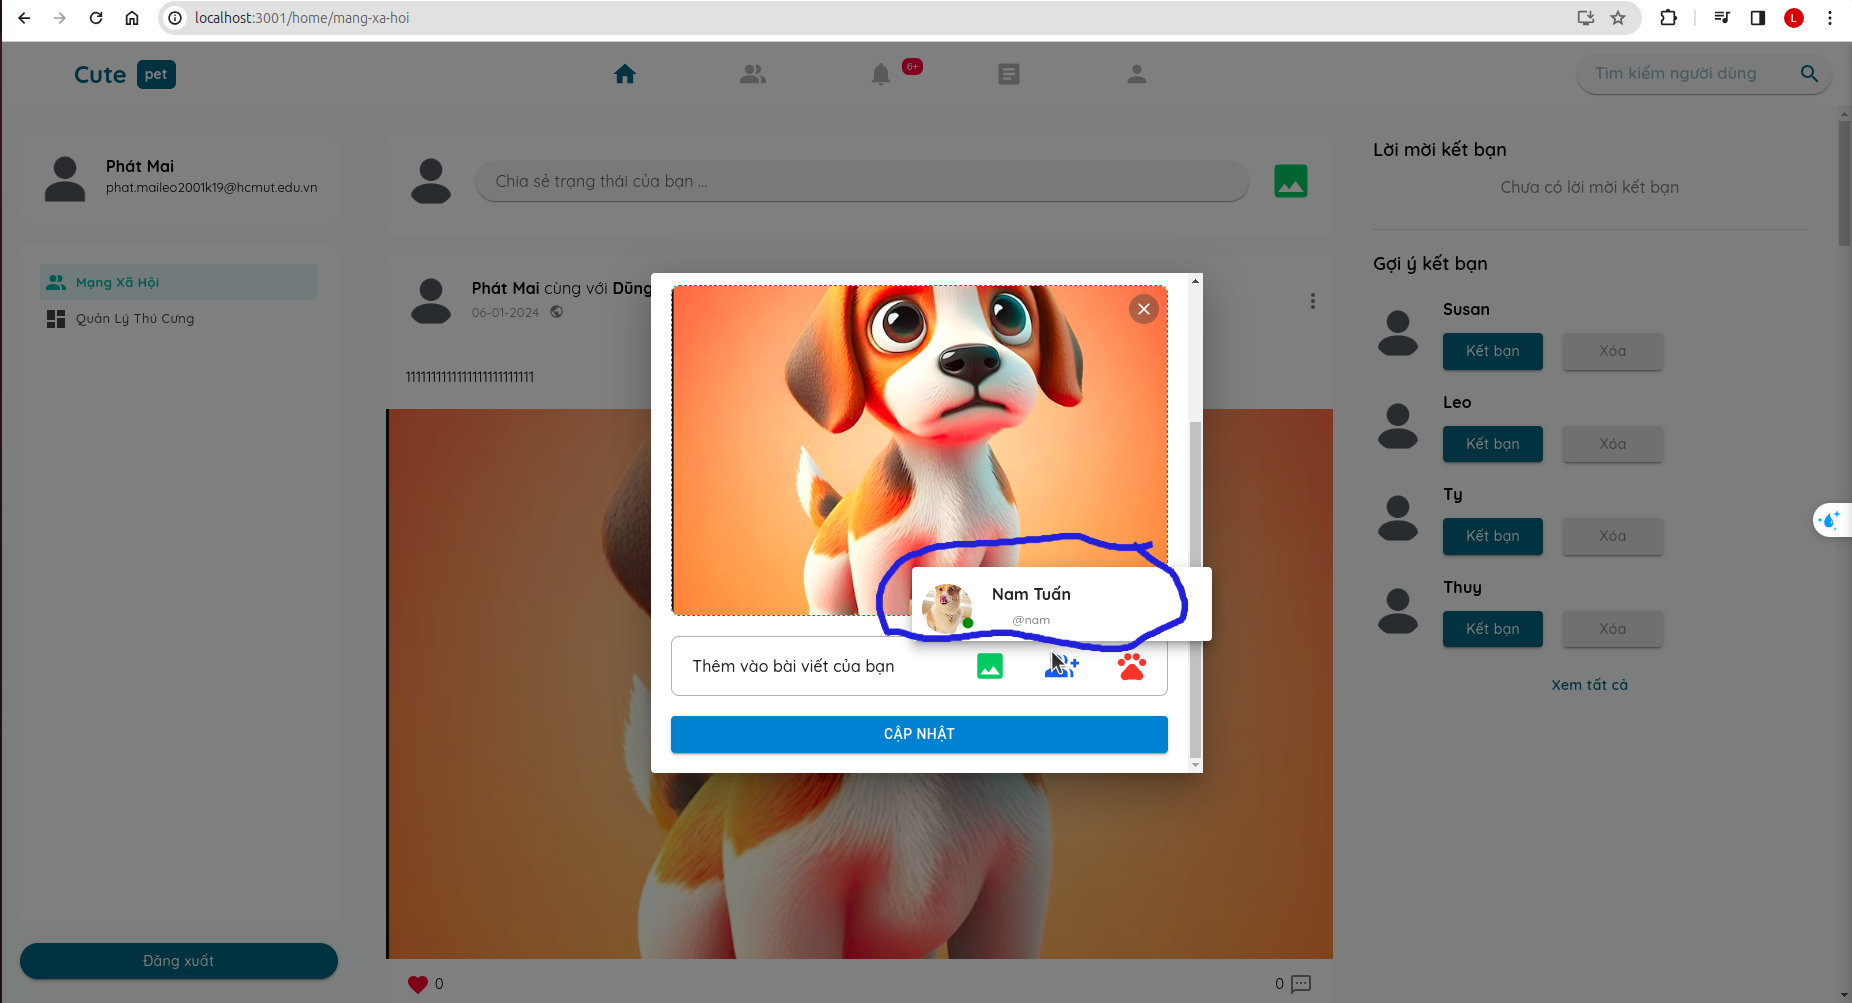 localhost:3001/home/mang-xa-hoi
L
Cute pet
6+
Tìm kiếm người dùng
Phát Mai
phat.maileo2001k19@hcmut.edu.vn
Mạng Xã Hội
Quản Lý Thú Cưng
Đăng xuất
Chia sẻ trạng thái của bạn ...
Phát Mai cùng với Dũng
06-01-2024
11111111111111111111111111
Nam Tuấn
@nam
Thêm vào bài viết của bạn
CẬP NHẬT
0
0
Lời mời kết bạn
Chưa có lời mời kết bạn
Gợi ý kết bạn
Susan
Kết bạn Xóa
Leo
Kết bạn Xóa
Ty
Kết bạn Xóa
Thuy
Kết bạn Xóa
Xem tất cả